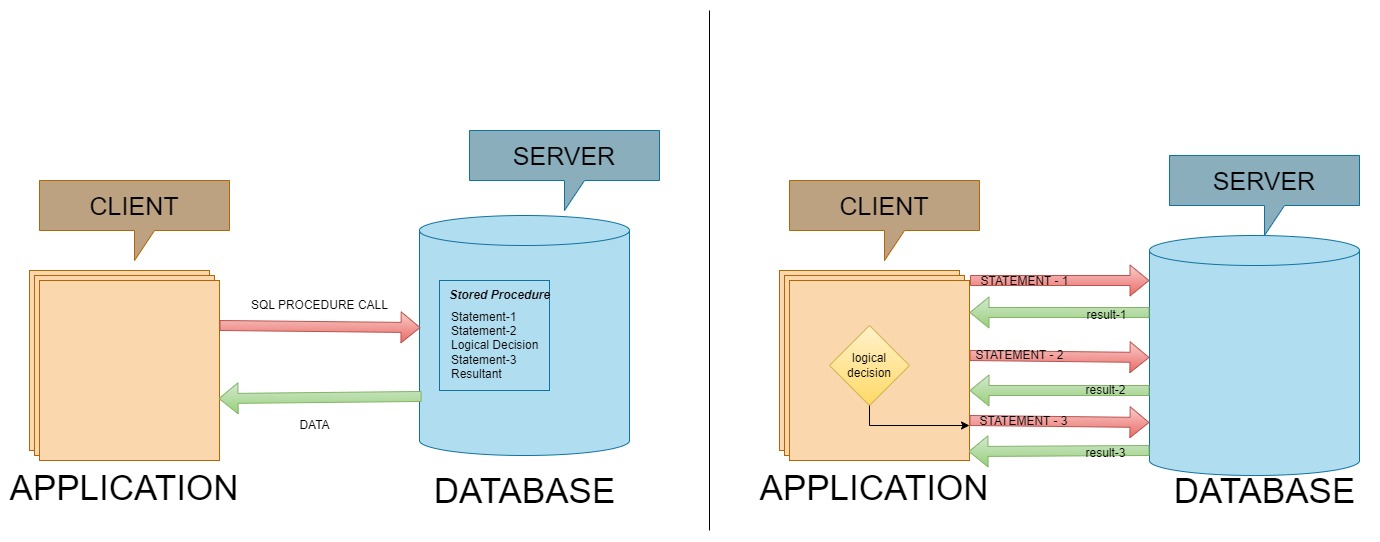 SERVER
CLIENT
SQL PROCEDURE CALL
Stored Procedure
Statement-1
Statement-2
Logical Decision
Statement-3
Resultant
DATA
APPLICATION
DATABASE
SERVER
CLIENT
STATEMENT - 1
result-1
logical
decision
STATEMENT - 2
result-2
STATEMENT - 3
result-3
APPLICATION
DATABASE